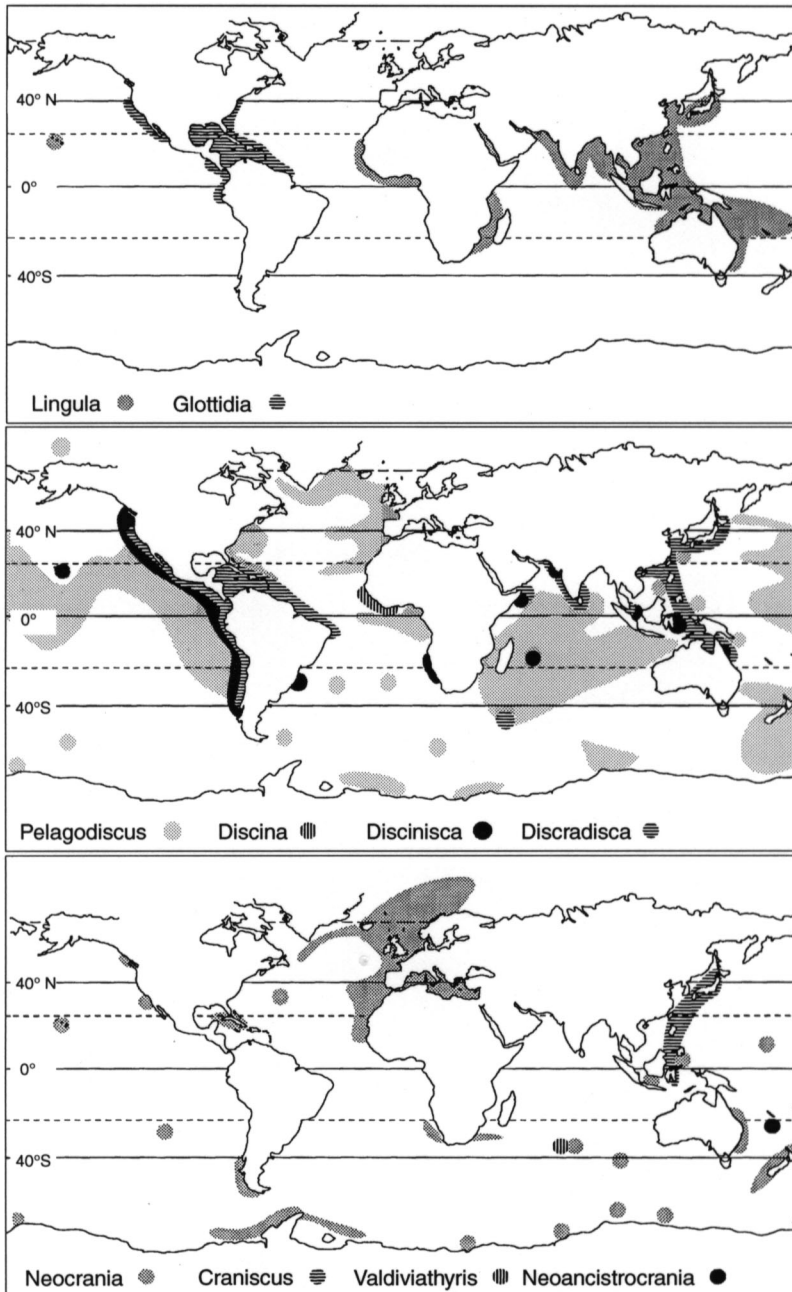 40° N
0°
40°S
Lingula Glottidia
40° N
0°
40°S
Pelagodiscus Discina Discinisca Discradisca
40° N
0°
40°S
Neocrania Craniscus Valdiviathyris Neoancistrocrania